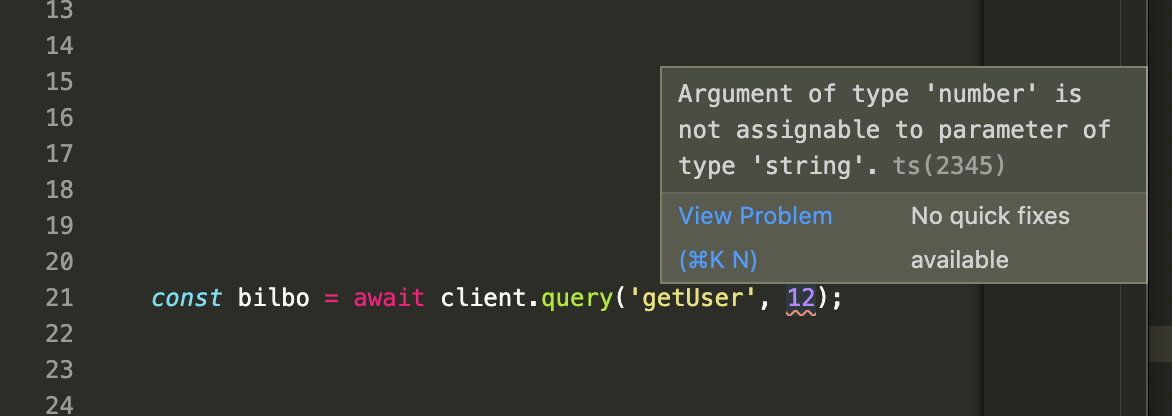 13
14
15
16
17
18
19
20
21 const bilbo = await client.query('getUser', 12);
22
23
24
Argument of type 'number' is
not assignable to parameter of
type 'string'. ts(2345)
View Problem No quick fixes
(⌘K N) available